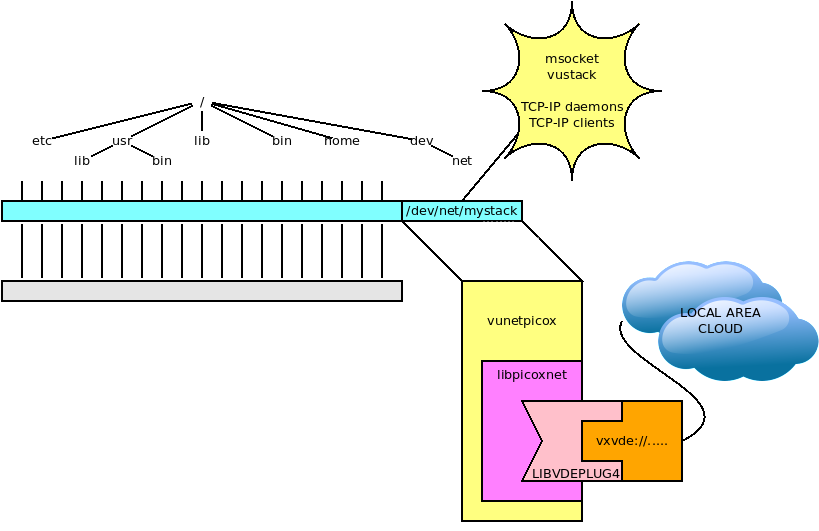 msocket
vustack
TCP-IP daemons
TCP-IP clients
/
etc usr lib bin home dev
lib bin net
/dev/net/mystack
vunetpicox
LOCAL AREA
CLOUD
libpicoxnet
vxvde://.....
LIBVDEPLUG4